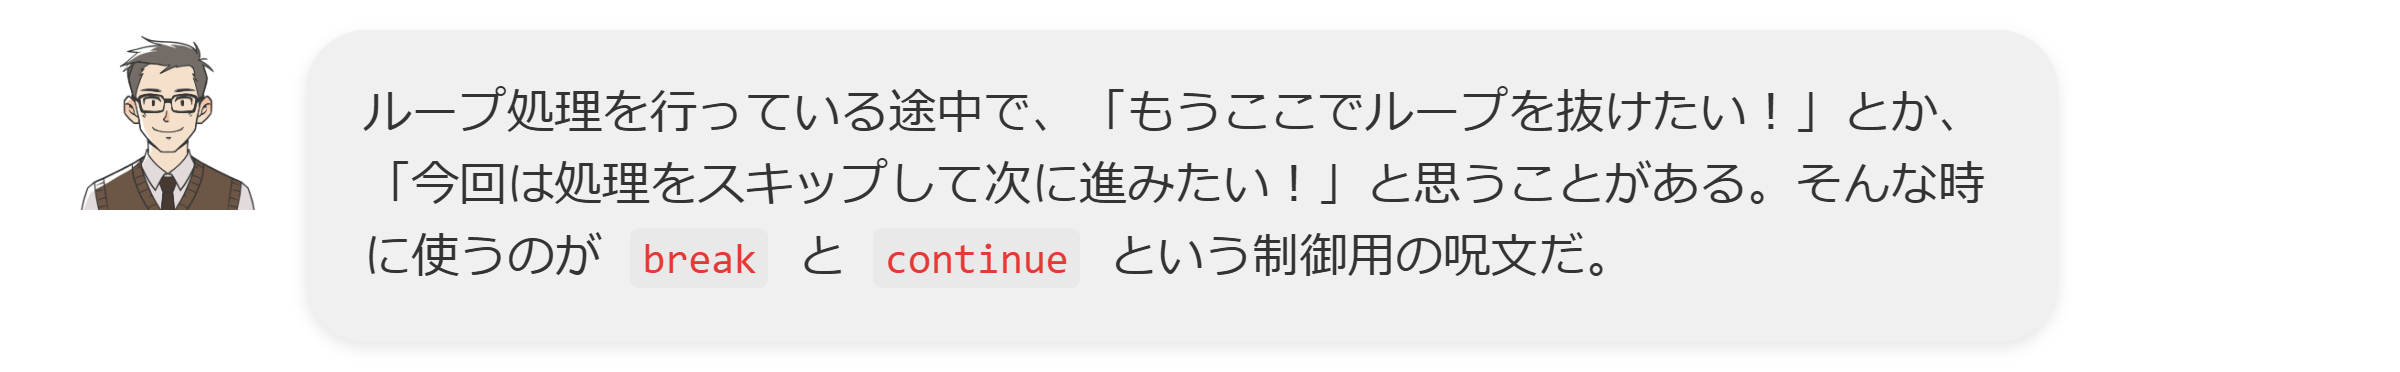 ループ処理を行っている途中で、「もうここでループを抜けたい！」とか、
「今回は処理をスキップして次に進みたい！」と思うことがある。そんな時
に使うのが break と continue という制御用の呪文だ。